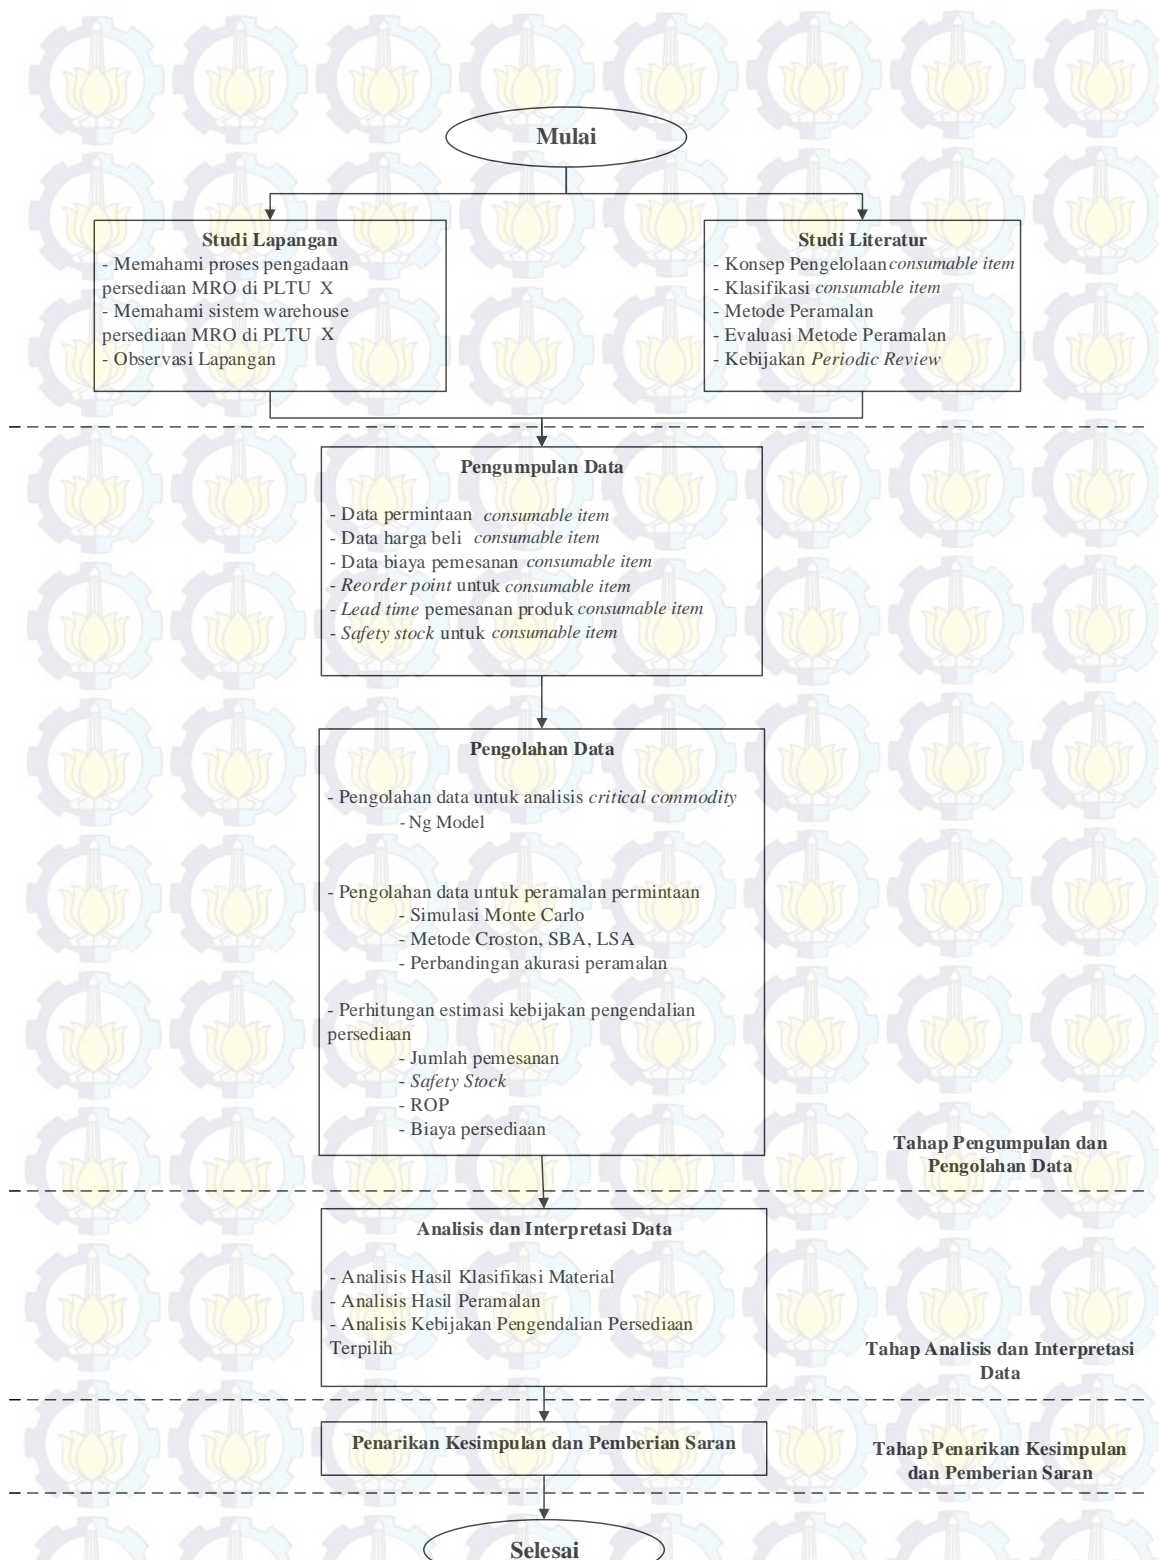 Mulai
Studi Lapangan
- Memahami proses pengadaan
persediaan MRO di PLTU X
- Memahami sistem warehouse
persediaan MRO di PLTU X
- Observasi Lapangan
Studi Literatur
- Konsep Pengelolaan consumable item
- Klasifikasi consumable item
- Metode Peramalan
- Evaluasi Metode Peramalan
- Kebijakan Periodic Review
Pengumpulan Data
- Data permintaan consumable item
- Data harga beli consumable item
- Data biaya pemesanan consumable item
- Reorder point untuk consumable item
- Lead time pemesanan produk consumable item
- Safety stock untuk consumable item
Pengolahan Data
- Pengolahan data untuk analisis critical commodity
- Ng Model
- Pengolahan data untuk peramalan permintaan
- Simulasi Monte Carlo
- Metode Croston, SBA, LSA
- Perbandingan akurasi peramalan
- Perhitungan estimasi kebijakan pengendalian
persediaan
- Jumlah pemesanan
- Safety Stock
- ROP
- Biaya persediaan
Tahap Pengumpulan dan
Pengolahan Data
Analisis dan Interpretasi Data
- Analisis Hasil Klasifikasi Material
- Analisis Hasil Peramalan
- Analisis Kebijakan Pengendalian Persediaan
Terpilih
Tahap Analisis dan Interpretasi
Data
Penarikan Kesimpulan dan Pemberian Saran
Tahap Penarikan Kesimpulan
dan Pemberian Saran
Selesai